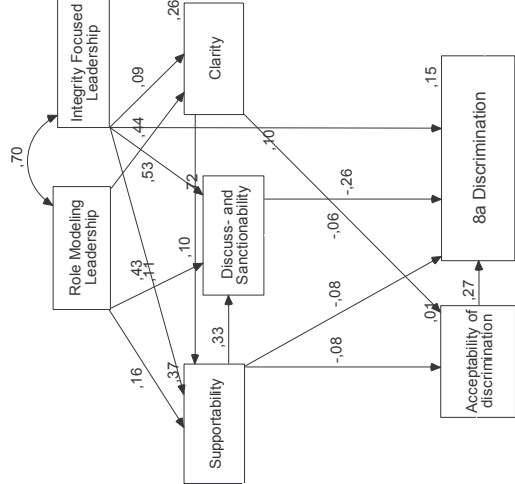 ,70
Role Modeling
Leadership
Integrity Focused
Leadership
,16
,43
,11
,53
,44
,09
,26
Clarity
,10
,72
,37
Supportability
,33
Discuss- and
Sanctionability
,10
-,06
-,26
-,08
-,08
,01
Acceptability of
discrimination
,27
,15
8a Discrimination